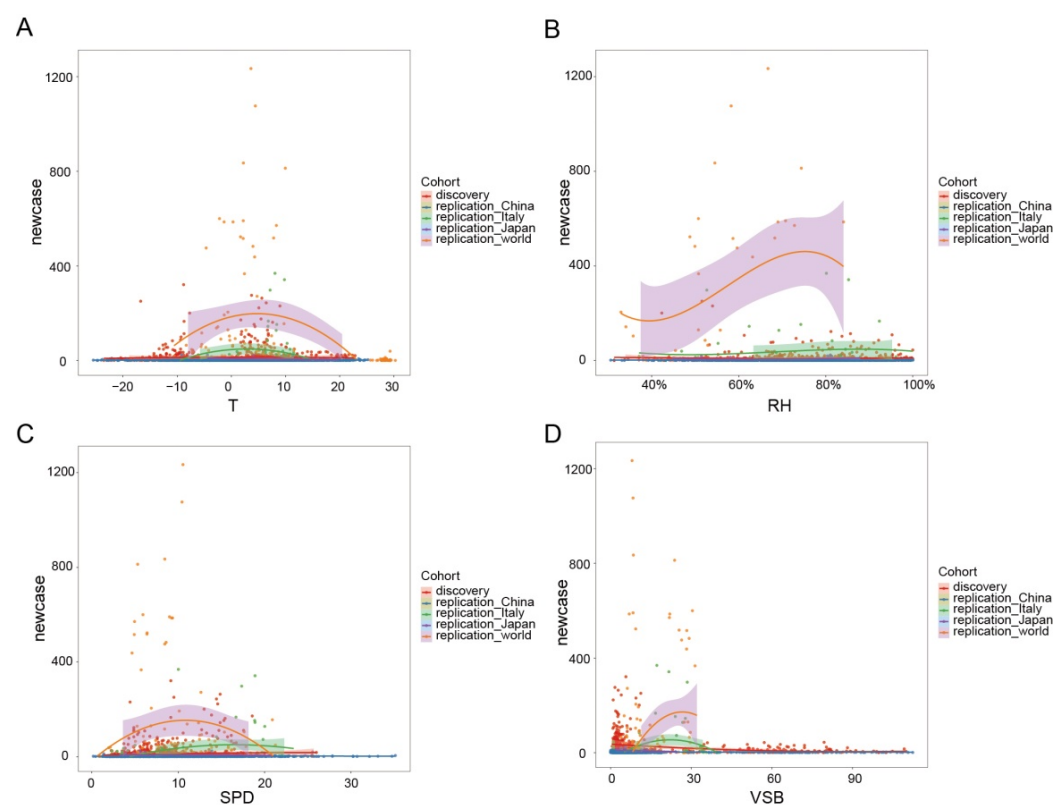 A
1200
800
400
0
newcase
−20
−10
0
10
20
30
T
Cohort
discovery
replication_China
replication_Italy
replication_Japan
replication_world
B
1200
800
400
0
newcase
40%
60%
80%
100%
RH
Cohort
discovery
replication_China
replication_Italy
replication_Japan
replication_world
C
1200
800
400
0
newcase
0
10
20
30
SPD
Cohort
discovery
replication_China
replication_Italy
replication_Japan
replication_world
D
1200
800
400
0
newcase
0
30
60
90
VSB
Cohort
discovery
replication_China
replication_Italy
replication_Japan
replication_world